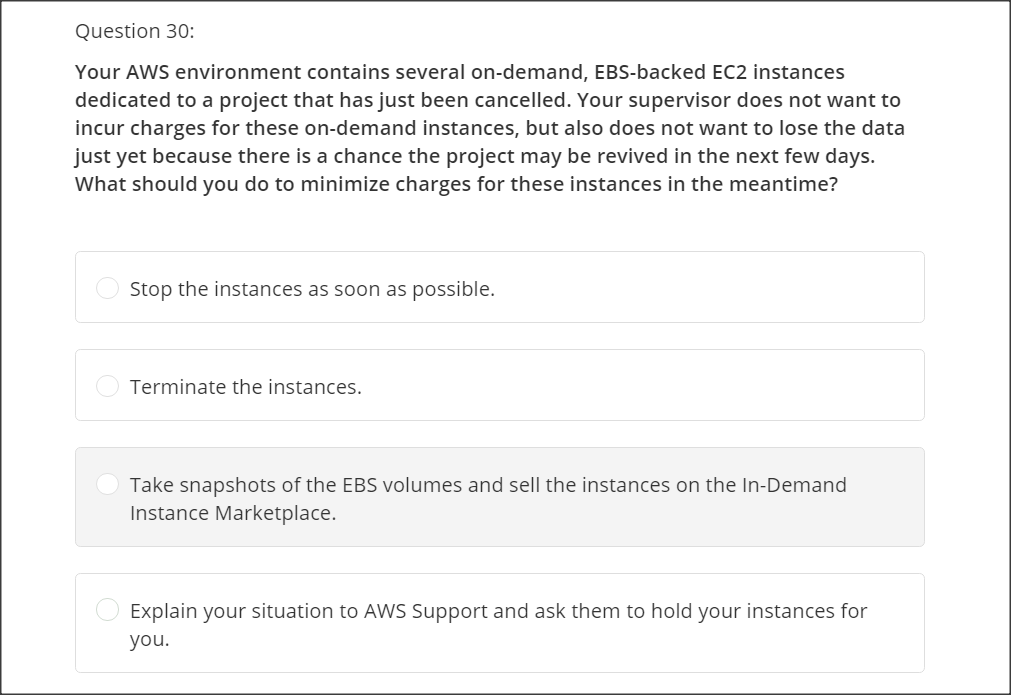 Question 30:
Your AWS environment contains several on-demand, EBS-backed EC2 instances
dedicated to a project that has just been cancelled. Your supervisor does not want to
incur charges for these on-demand instances, but also does not want to lose the data
just yet because there is a chance the project may be revived in the next few days.
What should you do to minimize charges for these instances in the meantime?
Stop the instances as soon as possible.
Terminate the instances.
Take snapshots of the EBS volumes and sell the instances on the In-Demand
Instance Marketplace.
Explain your situation to AWS Support and ask them to hold your instances for
you.